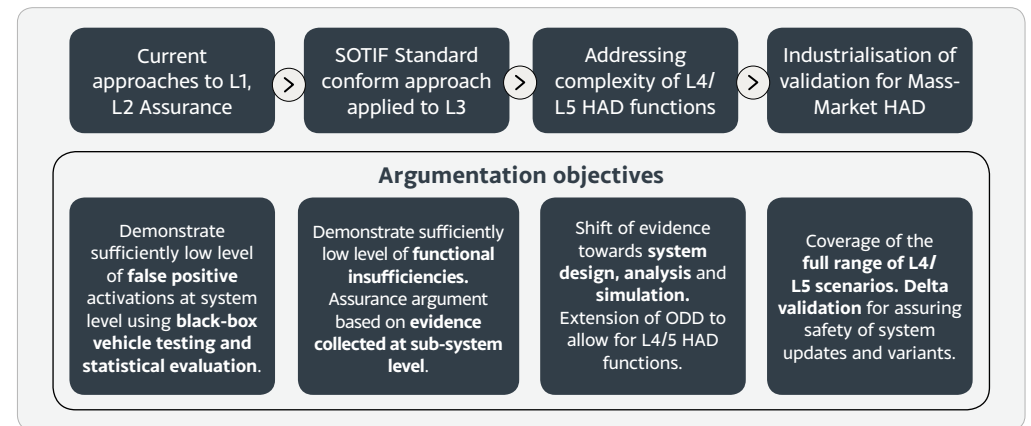 Current
approaches to L1,
L2 Assurance
SOTIF Standard
conform approach
applied to L3
Addressing
complexity of L4/
L5 HAD functions
Industrialisation of
validation for Mass-
Market HAD
Argumentation objectives
Demonstrate
sufficiently low level
of false positive
activations at system
level using black-box
vehicle testing and
statistical evaluation.
Demonstrate sufficiently
low level of functional
insufficiencies.
Assurance argument
based on evidence
collected at sub-system
level.
Shift of evidence
towards system
design, analysis and
simulation.
Extension of ODD to
allow for L4/5 HAD
functions.
Coverage of the
full range of L4/
L5 scenarios. Delta
validation for assuring
safety of system
updates and variants.